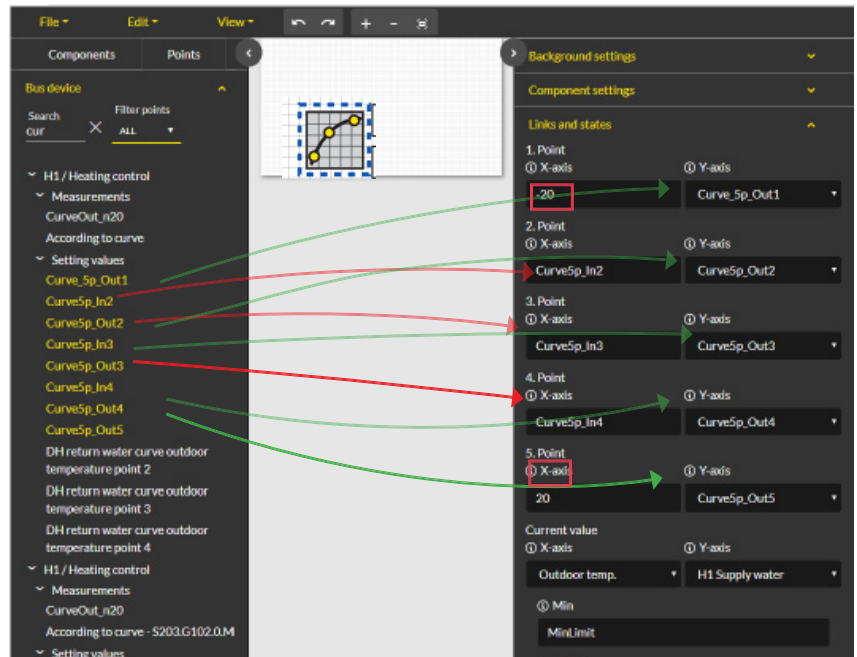 File Edit View + -
Components Points
Bus device
Search
cur
Filter points
ALL
H1 / Heating control
Measurements
CurveOut_n20
According to curve
Setting values
Curve_5p_Out1
Curve5p_In2
Curve5p_Out2
Curve5p_In3
Curve5p_Out3
Curve5p_In4
Curve5p_Out4
Curve5p_Out5
DH return water curve outdoor
temperature point 2
DH return water curve outdoor
temperature point 3
DH return water curve outdoor
temperature point 4
H1 / Heating control
Measurements
CurveOut_n20
According to curve - S203.G102.0.M
Setting values
Background settings
Component settings
Links and states
1. Point
X-axis Y-axis
-20 Curve_5p_Out1
2. Point
X-axis Y-axis
Curve5p_In2 Curve5p_Out2
3. Point
X-axis Y-axis
Curve5p_In3 Curve5p_Out3
4. Point
X-axis Y-axis
Curve5p_In4 Curve5p_Out4
5. Point
X-axis Y-axis
20 Curve5p_Out5
Current value
X-axis Y-axis
Outdoor temp. H1 Supply water
Min
MinLimit